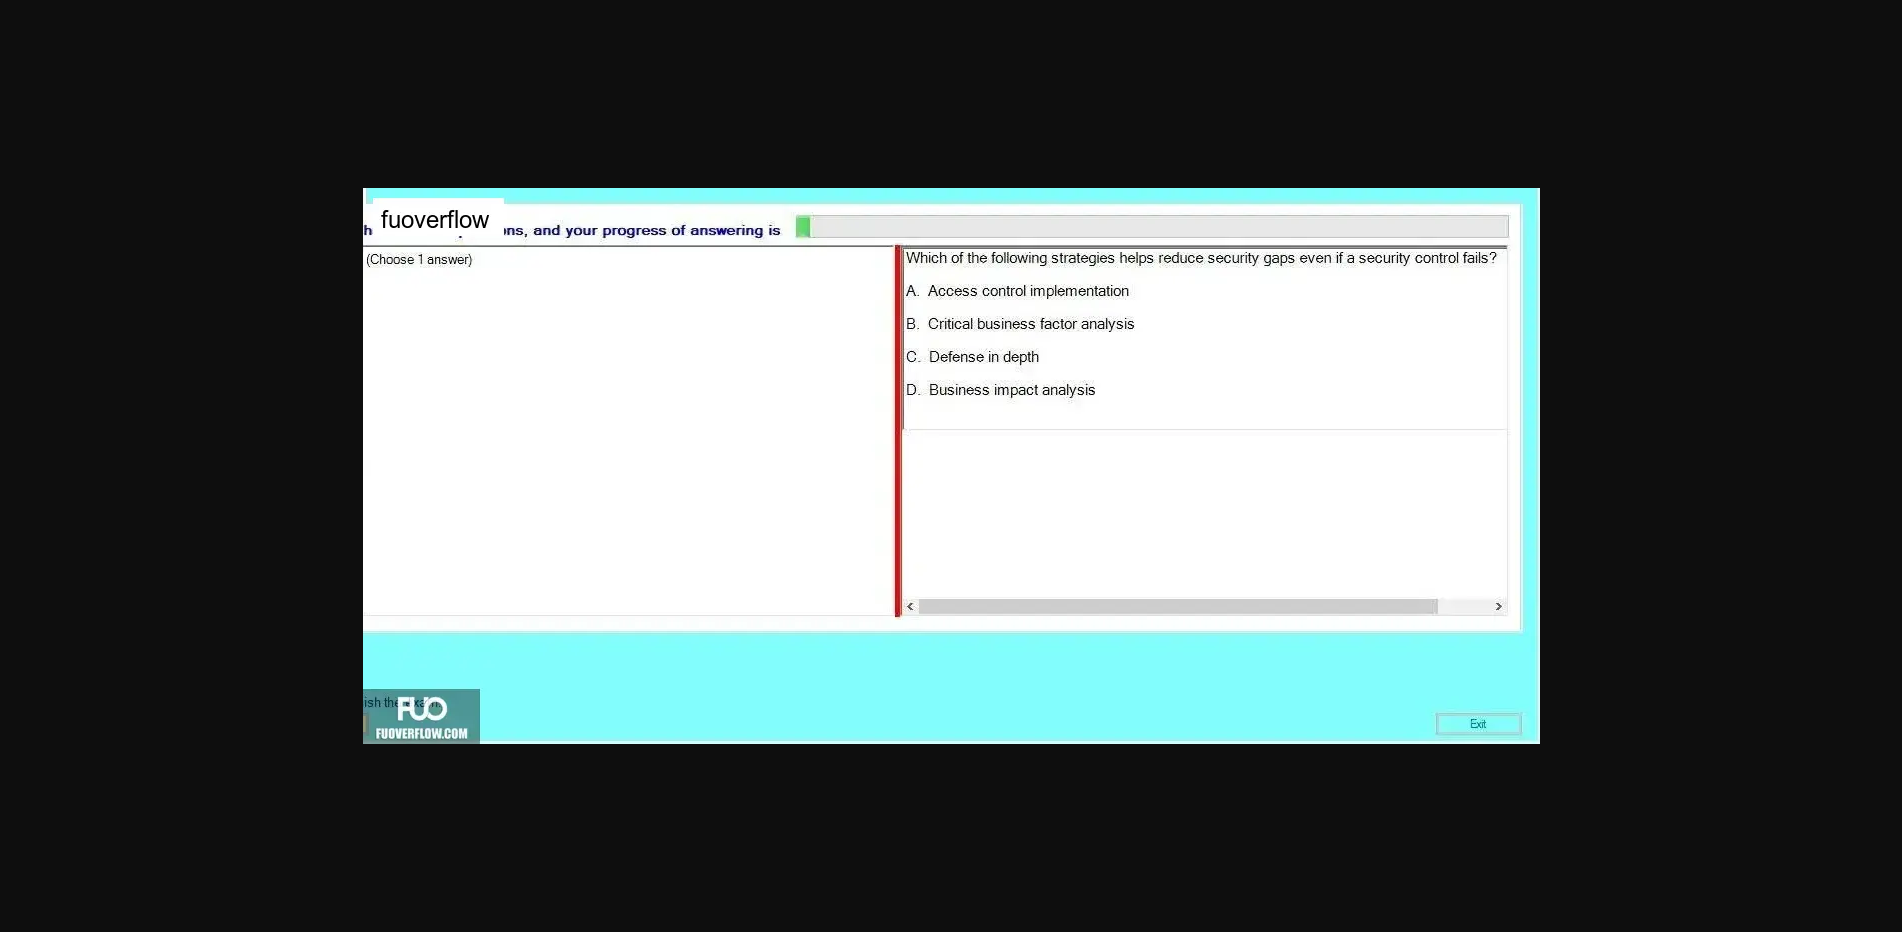 fuoverflow
h
ns, and your progress of answering is
(Choose 1 answer)
Which of the following strategies helps reduce security gaps even if a security control fails?
A. Access control implementation
B. Critical business factor analysis
C. Defense in depth
D. Business impact analysis
ish the
FUO
FUOVERFLOW.COM
Exit